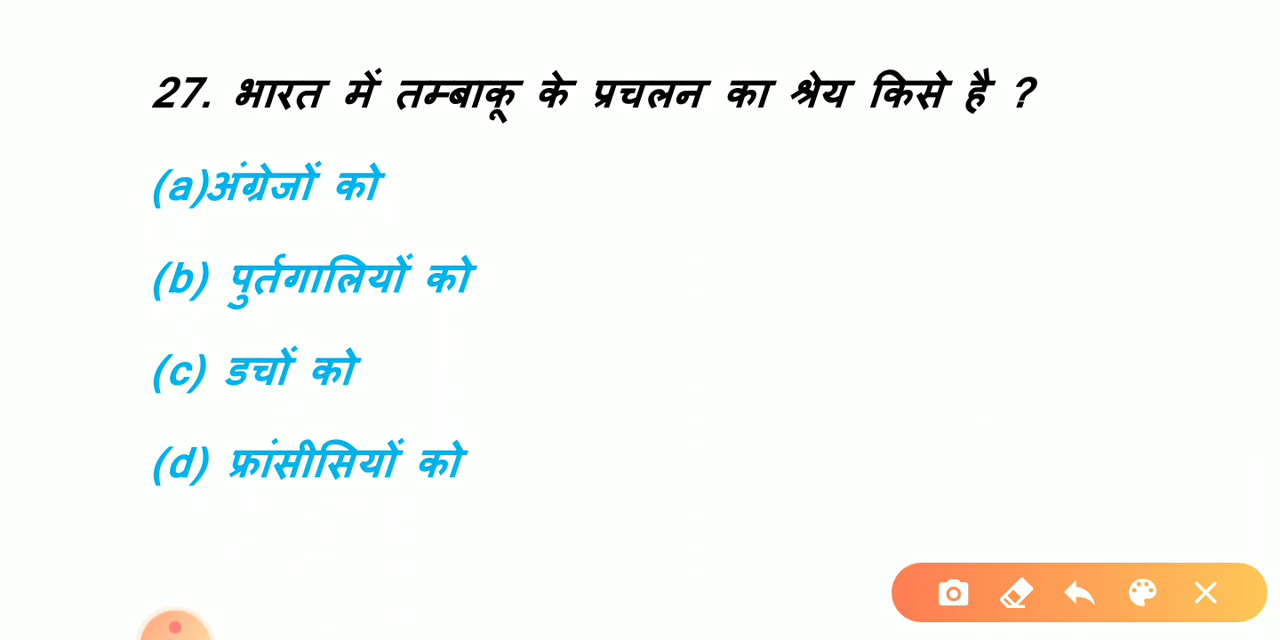 27. भारत में तम्बाकू के प्रचलन का श्रेय किसे है ?
(a)अंग्रेजों को
(b) पुर्तगालियों को
(c) डचों को
(d) फ्रांसीसियों को